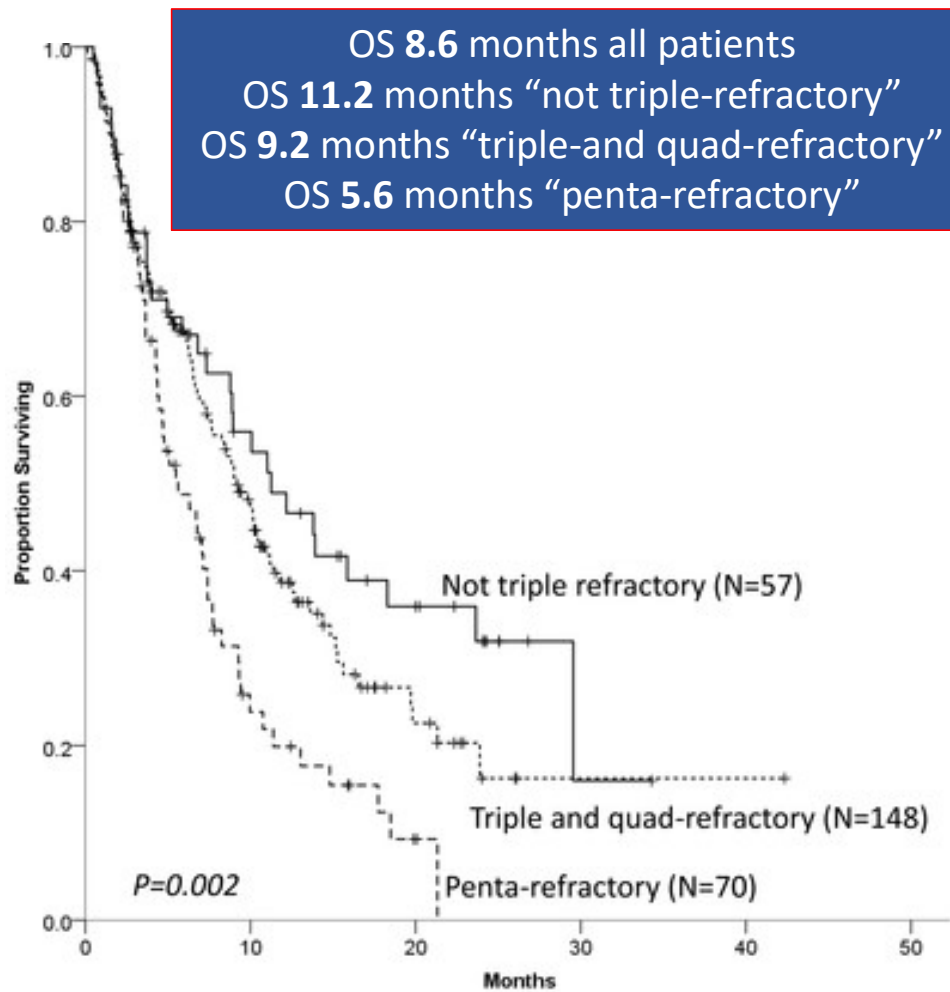 OS 8.6 months all patients
OS 11.2 months “not triple-refractory”
OS 9.2 months “triple-and quad-refractory”
OS 5.6 months “penta-refractory”
1.0
0.8
0.6
0.4
0.2
0.0
Proportion Surviving
Not triple refractory (N=57)
Triple and quad-refractory (N=148)
Penta-refractory (N=70)
P=0.002
0 10 20 30 40 50
Months